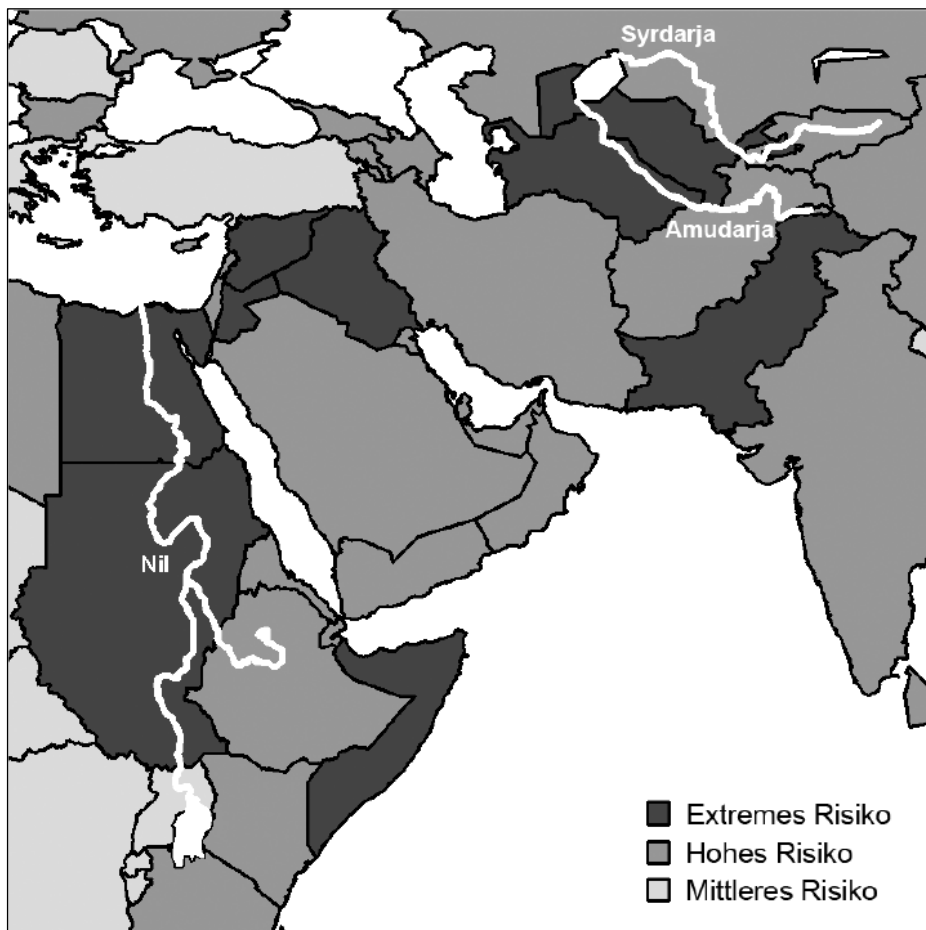 Syrdarja
Amudarja
Nil
Extremes Risiko
Hohes Risiko
Mittleres Risiko